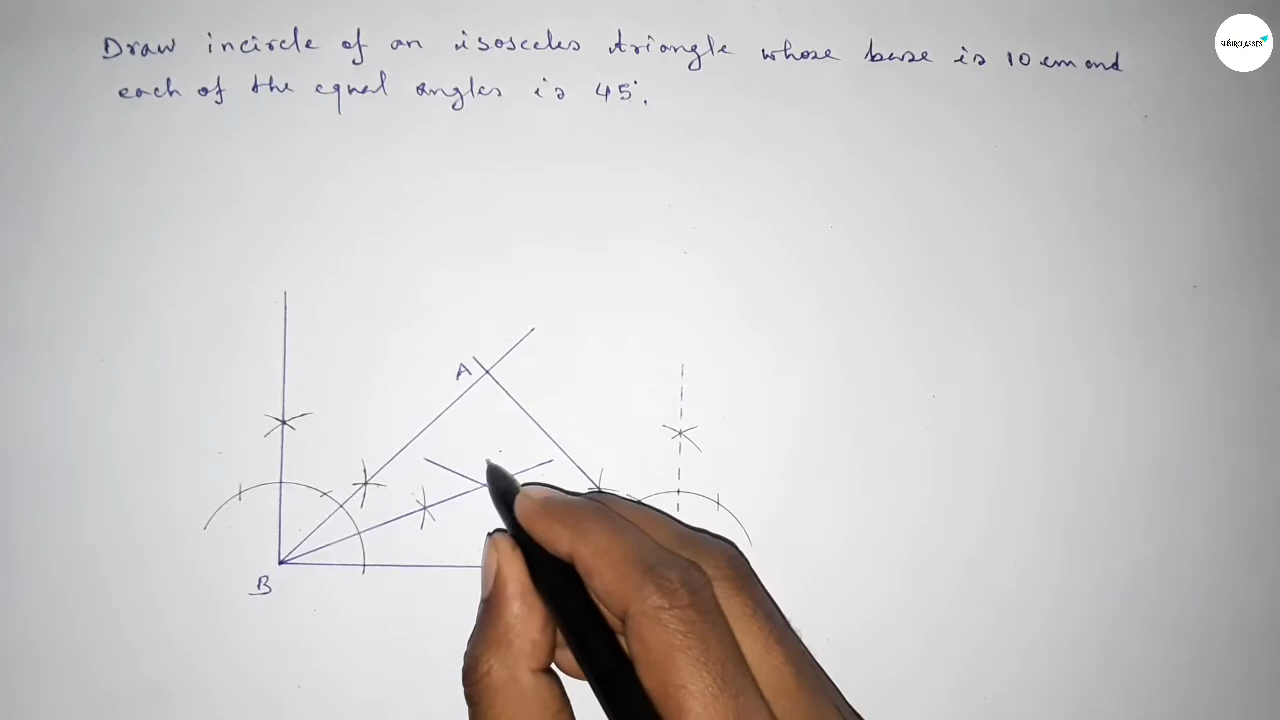 Draw incircle of an isosceles triangle whose base is 10 cm and
each of the equal angles is 45°.
A
B